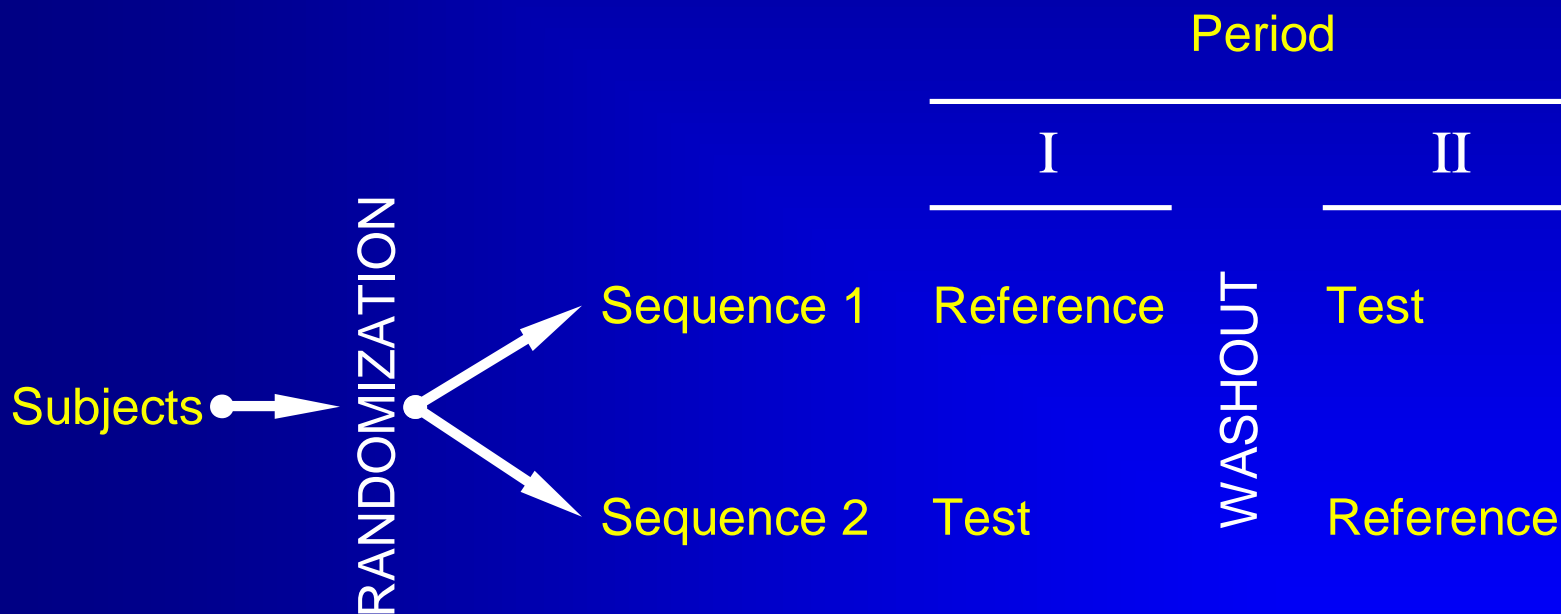 Period
I II
Subjects
RANDOMIZATION
Sequence 1 Reference
WASHOUT
Test
Sequence 2 Test
Reference